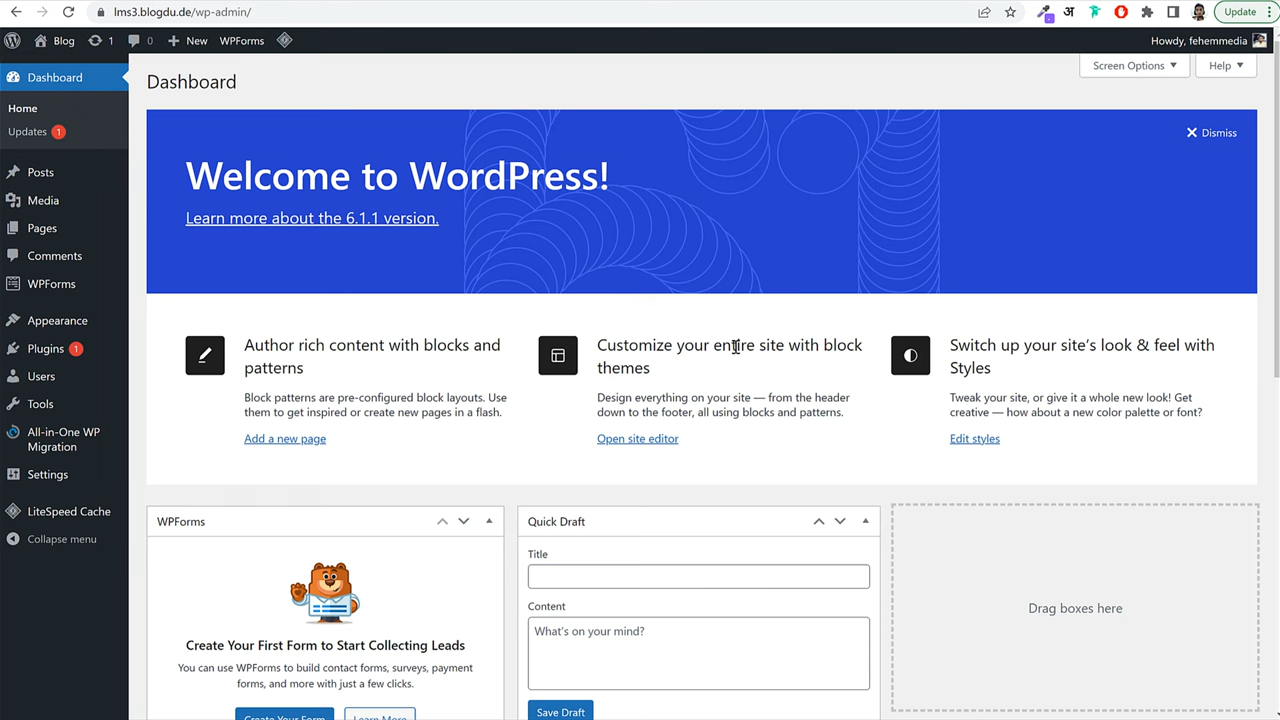 lms3.blogdu.de/wp-admin/
अ
Update
Blog
1
0
New
WPForms
Howdy, fehemmedia
Dashboard
Home
Updates 1
Posts
Media
Pages
Comments
WPForms
Appearance
Plugins 1
Users
Tools
All-in-One WP
Migration
Settings
LiteSpeed Cache
Collapse menu
Dashboard
Screen Options
Help
Dismiss
Welcome to WordPress!
Learn more about the 6.1.1 version.
Author rich content with blocks and
patterns
Block patterns are pre-configured block layouts. Use
them to get inspired or create new pages in a flash.
Add a new page
Customize your entire site with block
themes
Design everything on your site — from the header
down to the footer, all using blocks and patterns.
Open site editor
Switch up your site's look & feel with
Styles
Tweak your site, or give it a whole new look! Get
creative — how about a new color palette or font?
Edit styles
WPForms
Create Your First Form to Start Collecting Leads
You can use WPForms to build contact forms, surveys, payment
forms, and more with just a few clicks.
Create Your Form
Learn More
Quick Draft
Title
Content
What's on your mind?
Save Draft
Drag boxes here